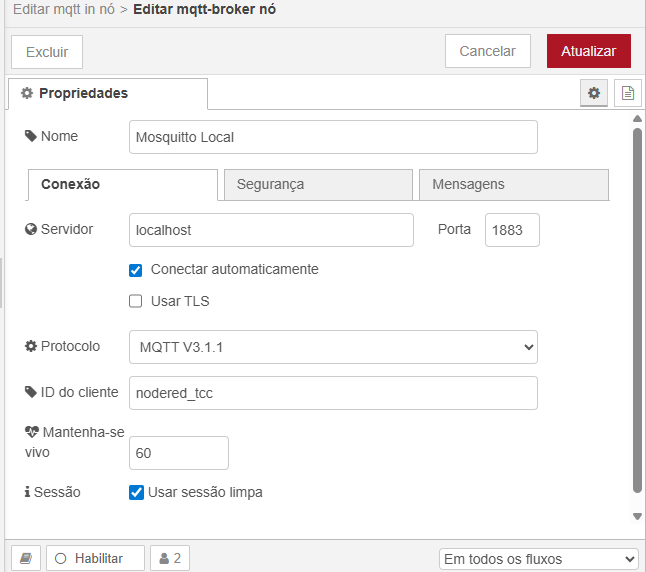 Editar mqtt in nó > Editar mqtt-broker nó
Excluir
Cancelar
Atualizar
Propriedades
Nome
Mosquitto Local
Conexão
Segurança
Mensagens
Servidor
localhost
Porta
1883
Conectar automaticamente
Usar TLS
Protocolo
MQTT V3.1.1
ID do cliente
nodered_tcc
Mantenha-se
vivo
60
Sessão
Usar sessão limpa
Habilitar
2
Em todos os fluxos